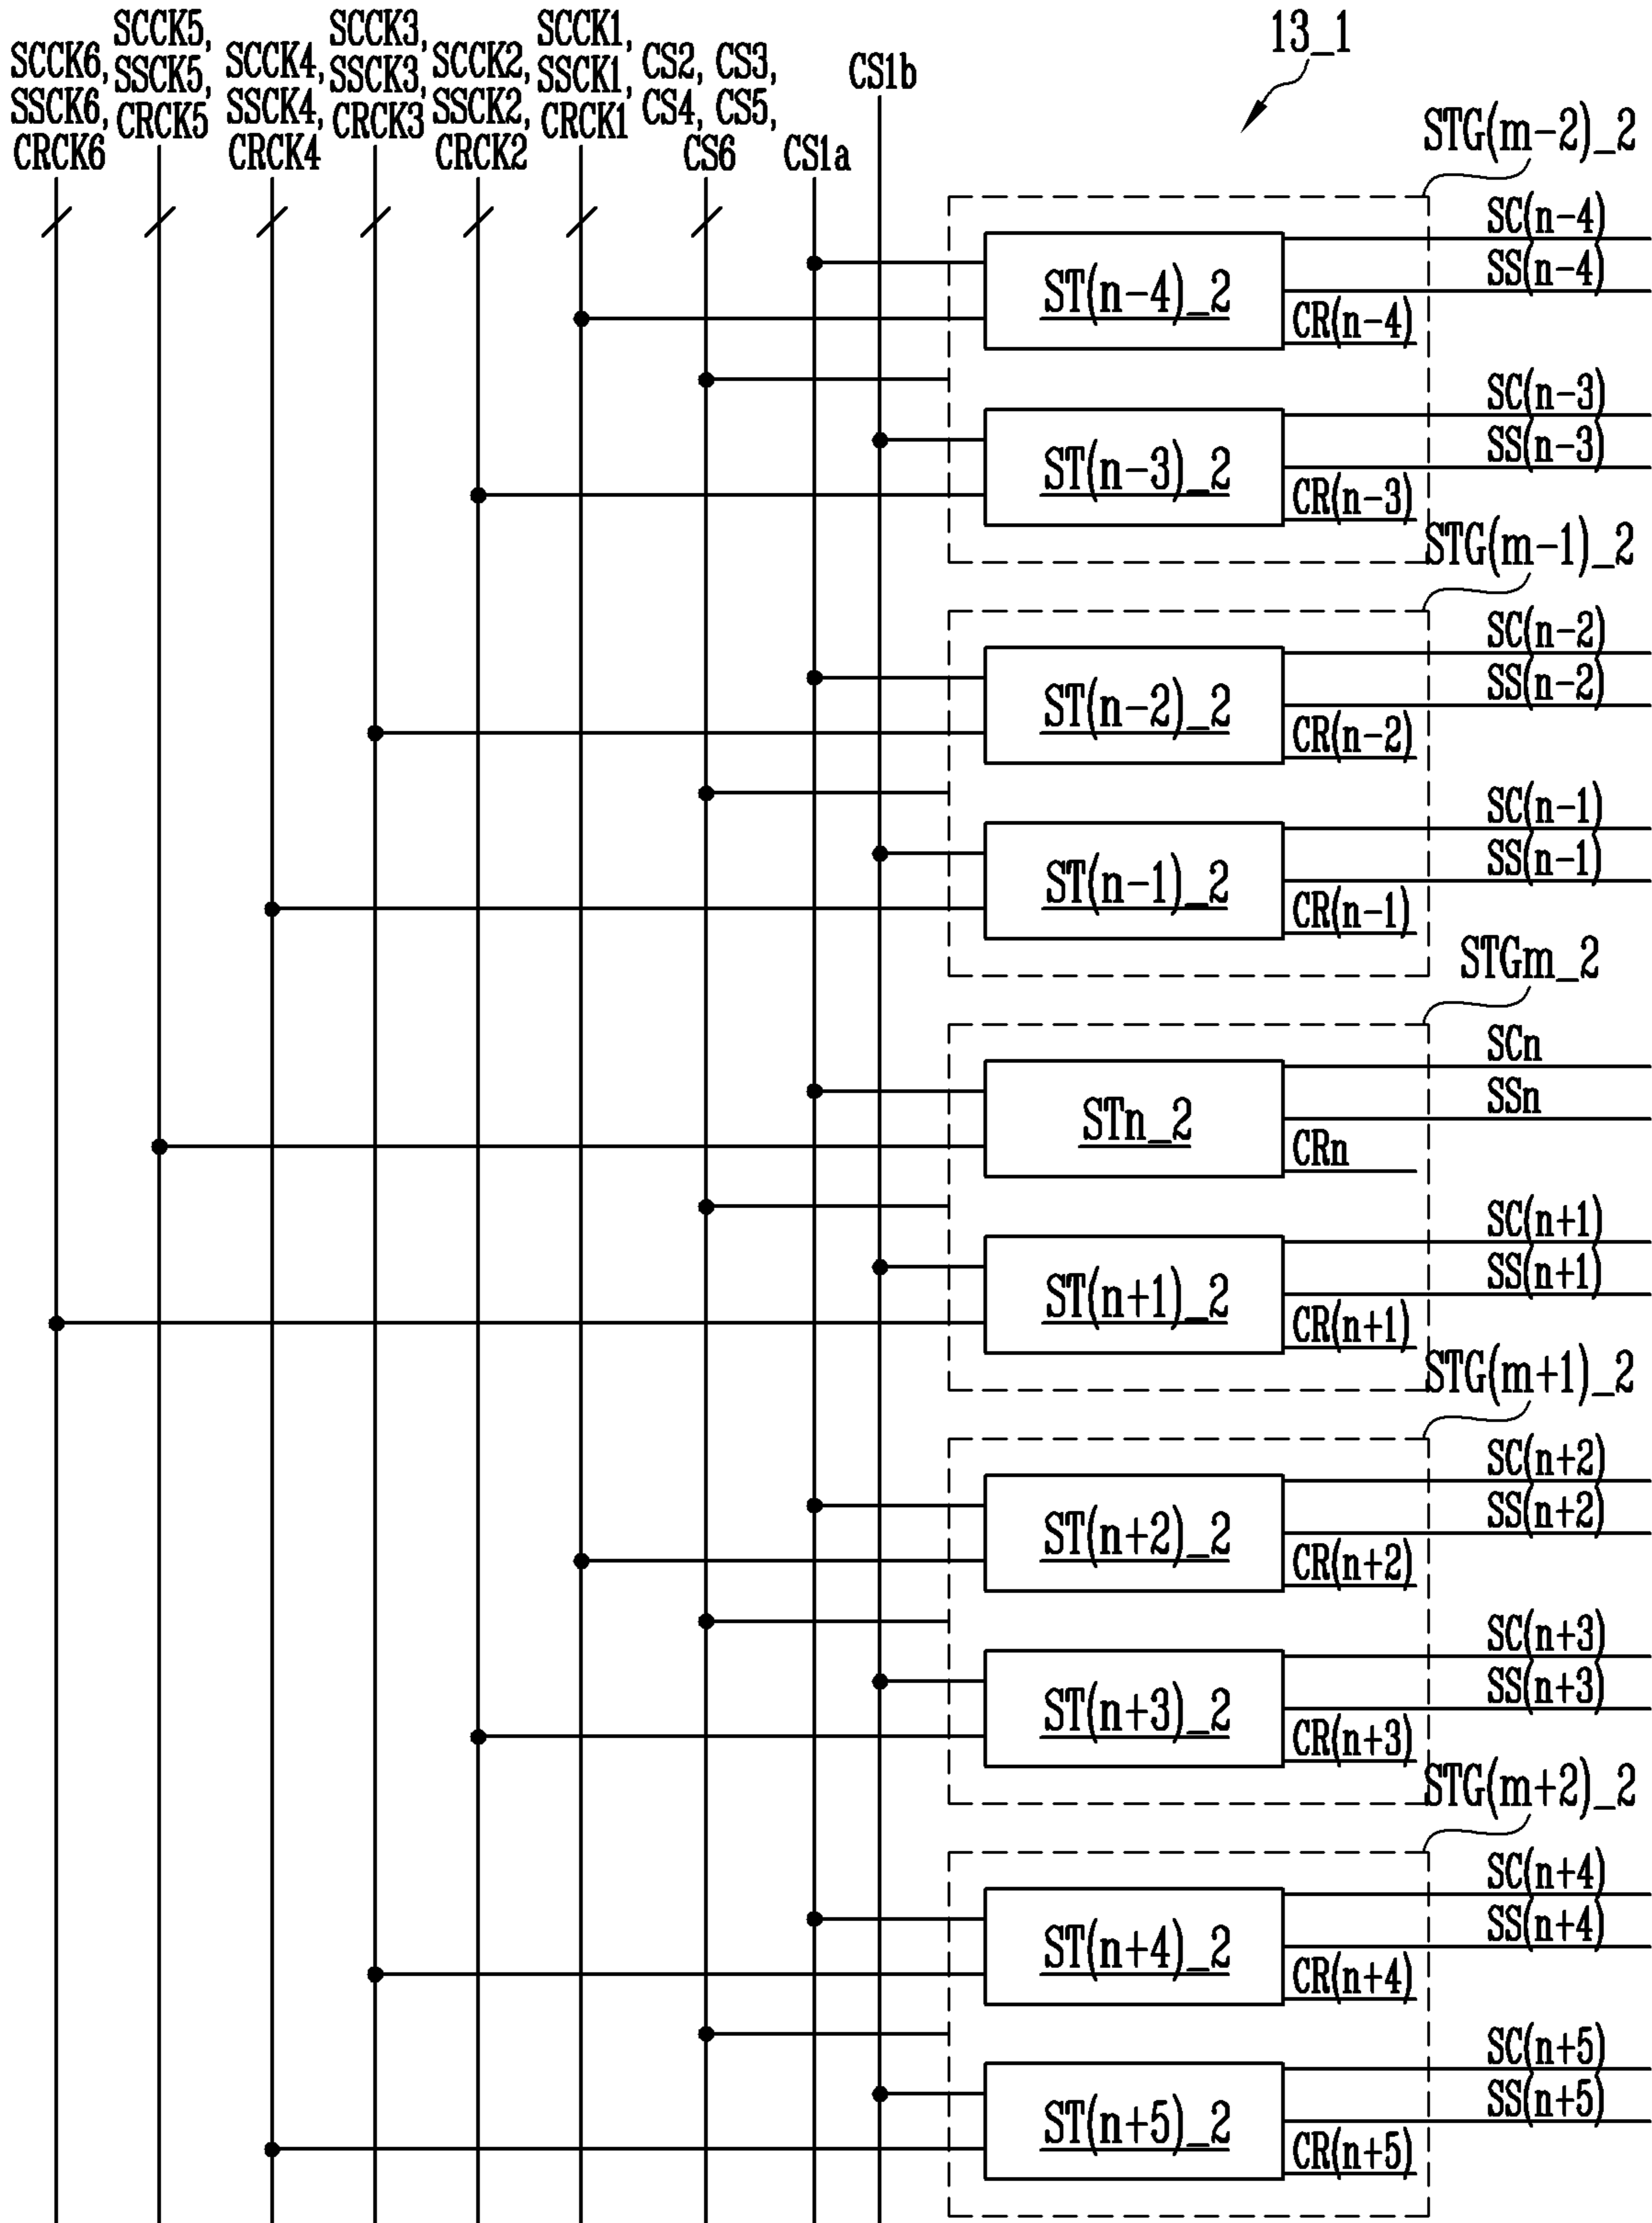 13_1
SCCK6,
SSCK6,
CRCK6
SCCK5,
SSCK5,
CRCK5
SCCK4,
SSCK4,
CRCK4
SCCK3,
SSCK3,
CRCK3
SCCK2,
SSCK2,
CRCK2
SCCK1,
SSCK1,
CRCK1
CS2, CS3,
CS4, CS5,
CS6
CS1a
CS1b
STG(m-2)_2
ST(n-4)_2
SC(n-4)
SS(n-4)
CR(n-4)
ST(n-3)_2
SC(n-3)
SS(n-3)
CR(n-3)
STG(m-1)_2
ST(n-2)_2
SC(n-2)
SS(n-2)
CR(n-2)
ST(n-1)_2
SC(n-1)
SS(n-1)
CR(n-1)
STGm_2
STn_2
SCn
SSn
CRn
ST(n+1)_2
SC(n+1)
SS(n+1)
CR(n+1)
STG(m+1)_2
ST(n+2)_2
SC(n+2)
SS(n+2)
CR(n+2)
ST(n+3)_2
SC(n+3)
SS(n+3)
CR(n+3)
STG(m+2)_2
ST(n+4)_2
SC(n+4)
SS(n+4)
CR(n+4)
ST(n+5)_2
SC(n+5)
SS(n+5)
CR(n+5)